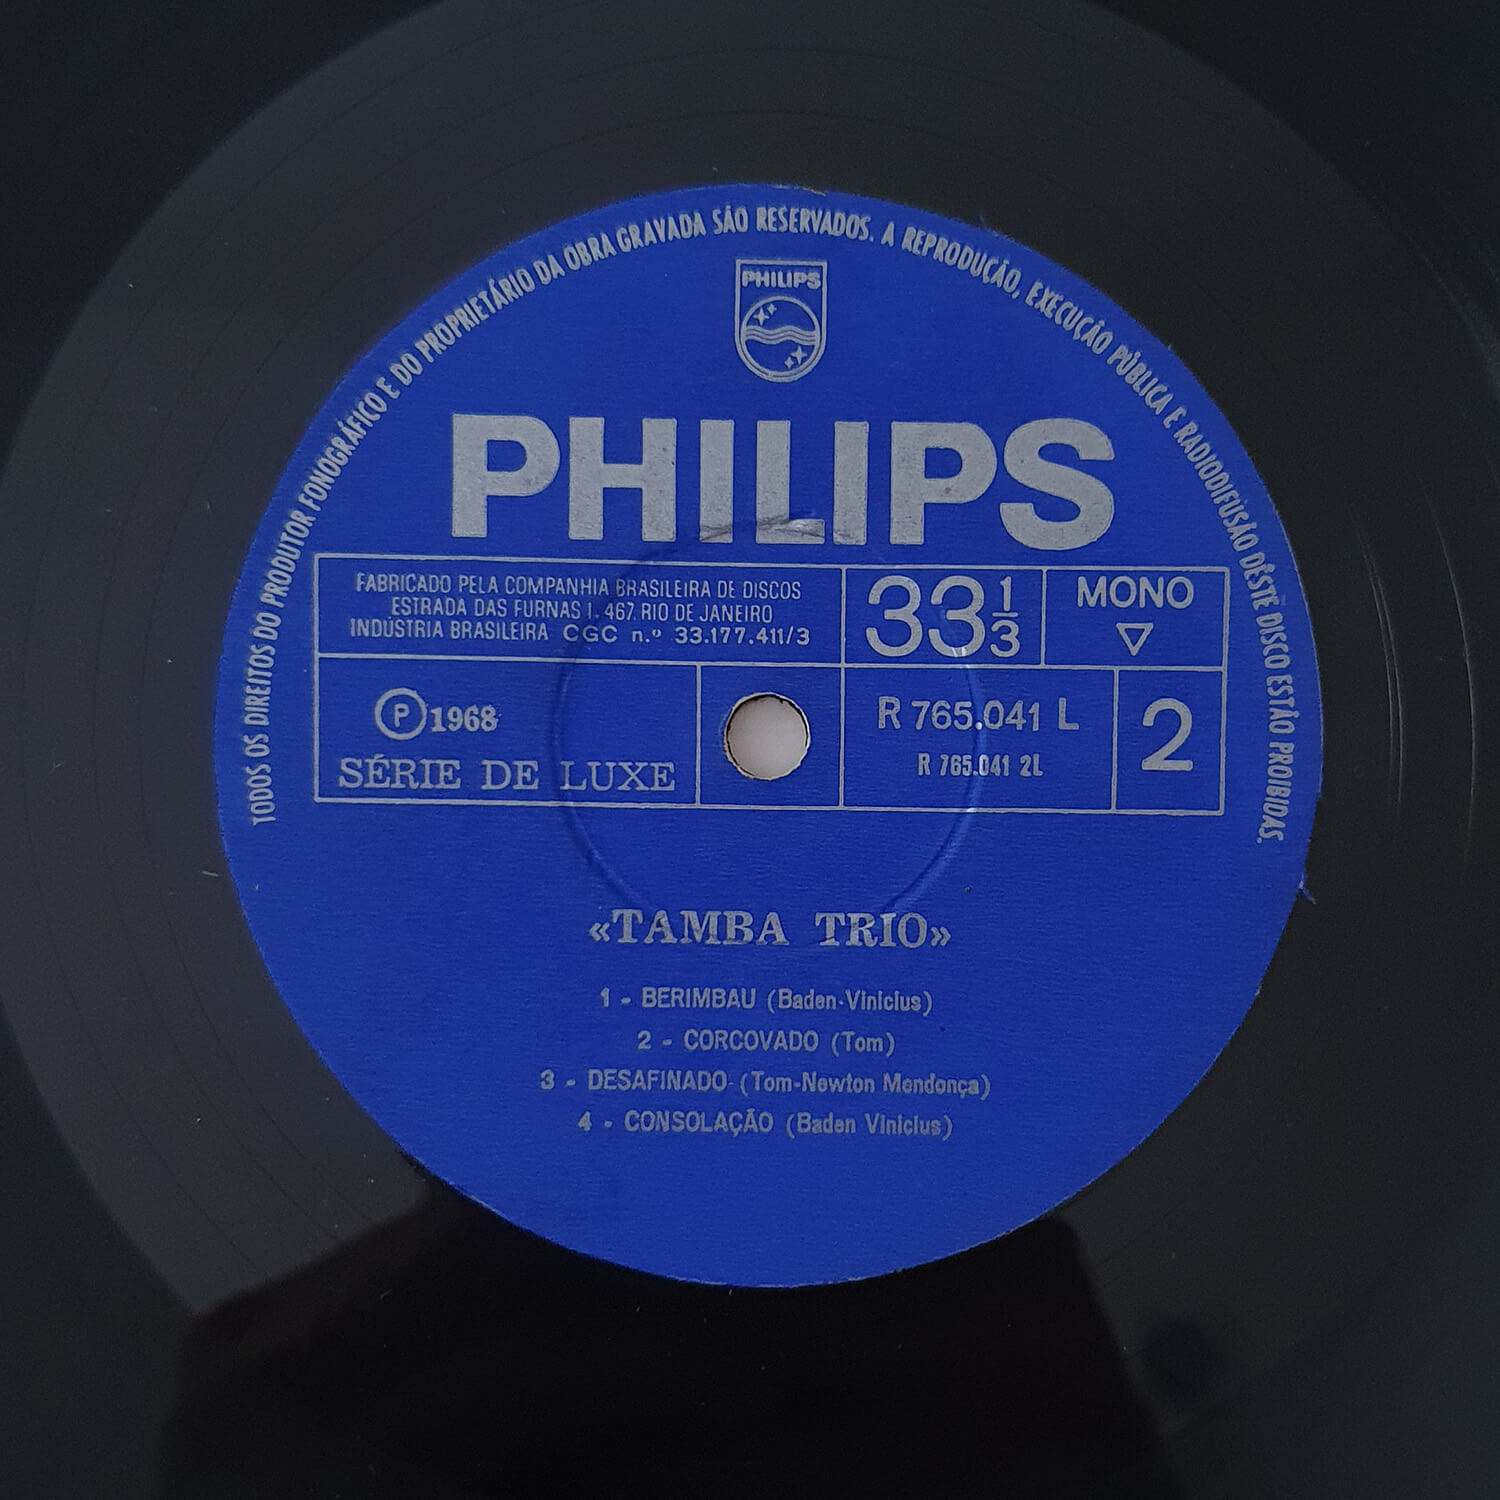 TODOS OS DIREITOS DO PRODUTOR FONOGRÁFICO E DO PROPRIETÁRIO DA OBRA GRAVADA SÃO RESERVADOS. A REPRODUÇÃO, EXECUÇÃO PÚBLICA E RADIODIFUSÃO DÊSTE DISCO ESTÃO PROIBIDAS.
PHILIPS
PHILIPS
FABRICADO PELA COMPANHIA BRASILEIRA DE DISCOS
ESTRADA DAS FURNAS 1.467. RIO DE JANEIRO
INDÚSTRIA BRASILEIRA CGC n.º 33.177.411/3
33 1/3
MONO
▽
Ⓟ 1968
SÉRIE DE LUXE
R 765.041 L
R 765.041 2L
2
«TAMBA TRIO»
1 - BERIMBAU (Baden-Vinicius)
2 - CORCOVADO (Tom)
3 - DESAFINADO (Tom-Newton Mendonça)
4 - CONSOLAÇÃO (Baden Vinicius)